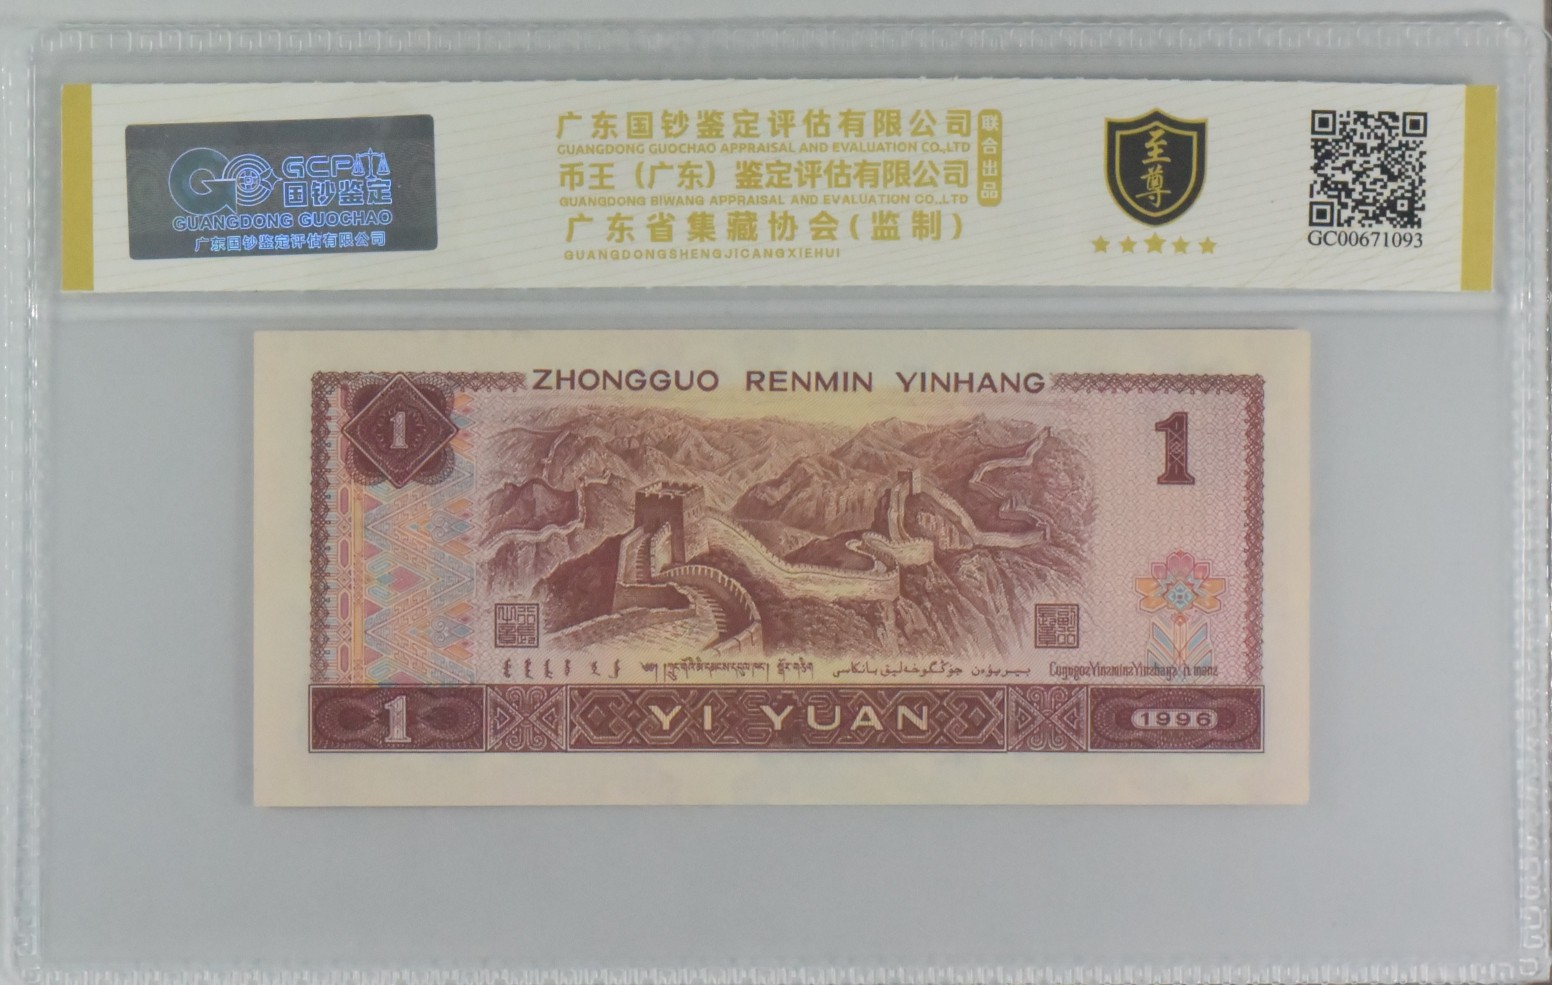 GCP
国钞鉴定
GUANGDONG GUOCHAO
广东国钞鉴定评估有限公司
广东国钞鉴定评估有限公司
GUANGDONG GUOCHAO APPRAISAL AND EVALUATION CO.,LTD
币王（广东）鉴定评估有限公司
GUANGDONG BIWANG APPRAISAL AND EVALUATION CO.,LTD
广东省集藏协会(监制)
GUANGDONGSHENGJICANGXIEHUI
联合出品
至尊
GC00671093
ZHONGGUO RENMIN YINHANG
1
1
1
YI YUAN
1996